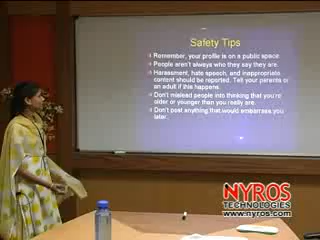 Safety Tips
Remember, your profile is on a public space.
People aren't always who they say they are.
Harassment, hate speech, and inappropriate
content should be reported. Tell your parents or
an adult if this happens.
Don't mislead people into thinking that you're
older or younger than you really are.
Don't post anything that would embarrass you
later.
NYROS
TECHNOLOGIES
www.nyros.com